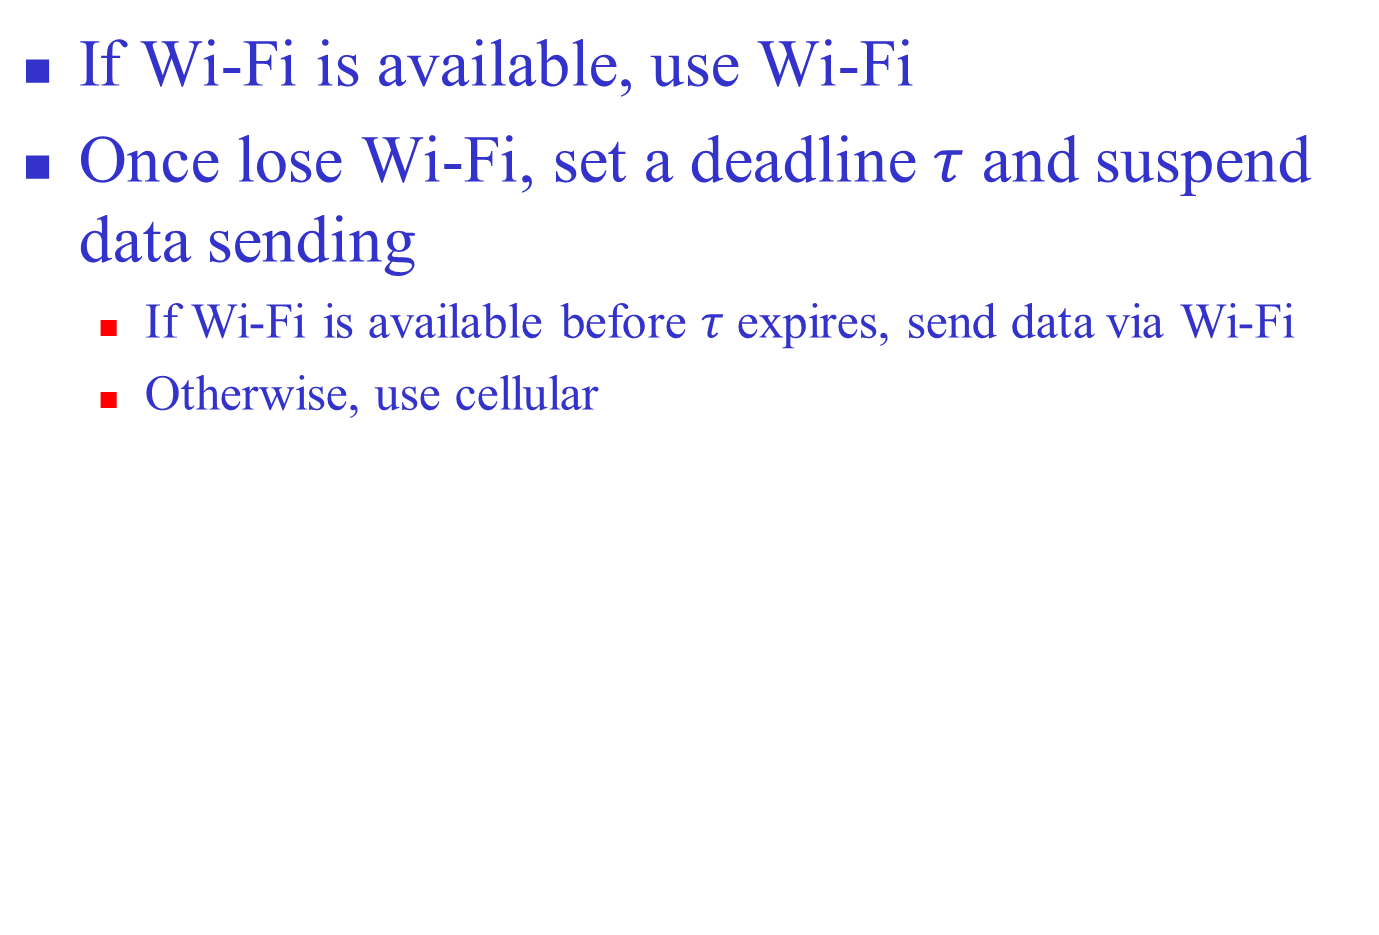 If Wi-Fi is available, use Wi-Fi
Once lose Wi-Fi, set a deadline τ and suspend
data sending
If Wi-Fi is available before τ expires, send data via Wi-Fi
Otherwise, use cellular